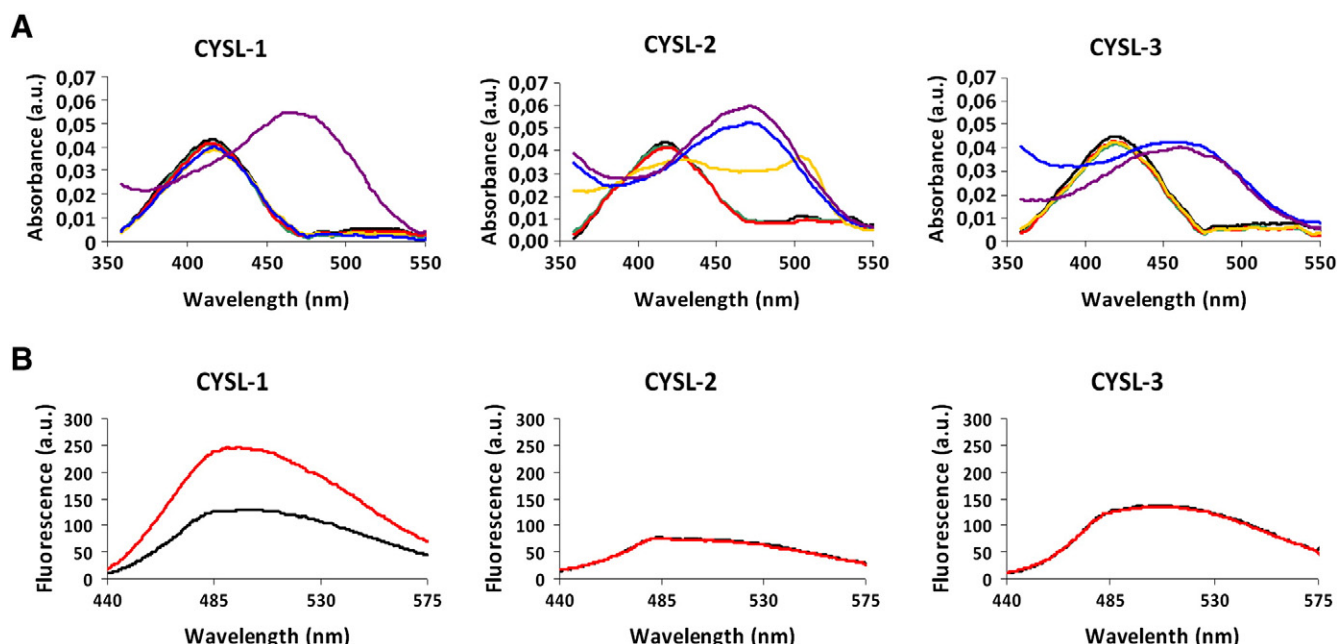 A
CYSL-1
CYSL-2
CYSL-3
Absorbance (a.u.)
0,07
0,06
0,05
0,04
0,03
0,02
0,01
0
350 400 450 500 550
Wavelength (nm)
Absorbance (a.u.)
0,07
0,06
0,05
0,04
0,03
0,02
0,01
0,00
350 400 450 500 550
Wavelength (nm)
Absorbance (a.u.)
0,07
0,06
0,05
0,04
0,03
0,02
0,01
0
350 400 450 500 550
Wavelength (nm)
B
CYSL-1
CYSL-2
CYSL-3
Fluorescence (a.u.)
300
250
200
150
100
50
0
440 485 530 575
Wavelength (nm)
Fluorescence (a.u.)
300
250
200
150
100
50
0
440 485 530 575
Wavelength (nm)
Fluorescence (a.u.)
300
250
200
150
100
50
0
440 485 530 575
Wavelength (nm)